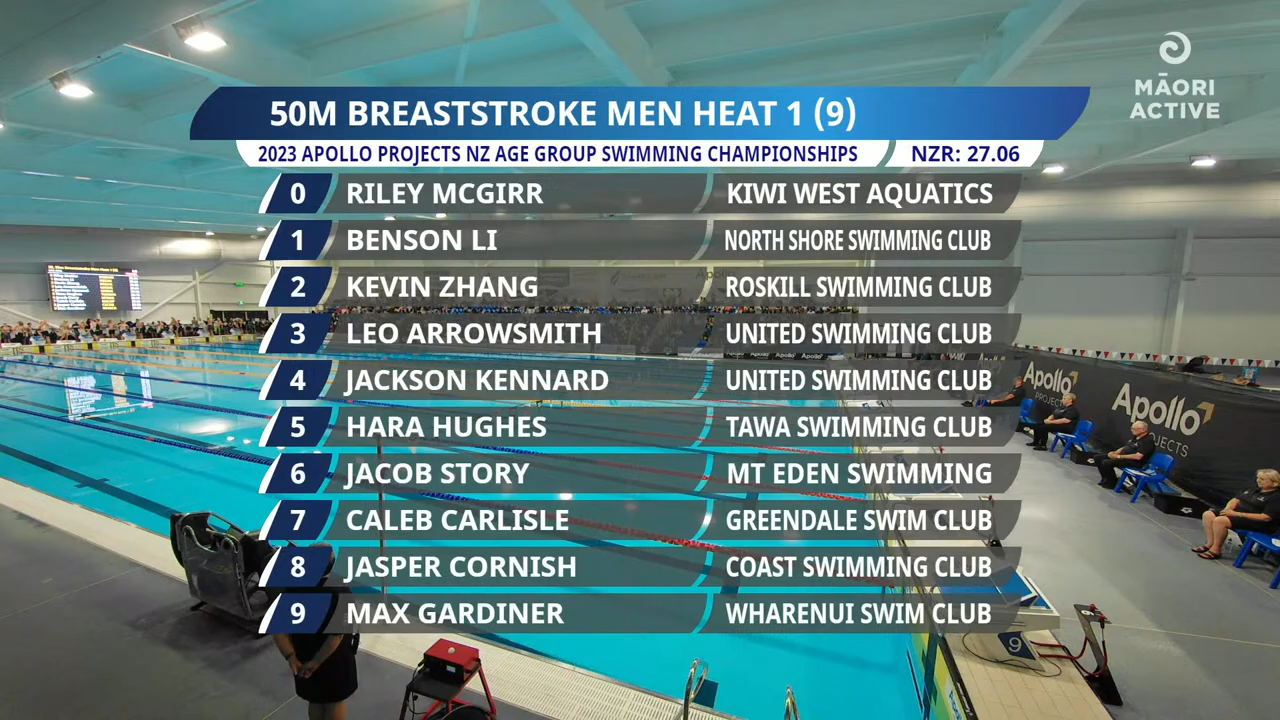 MĀORI
ACTIVE
50M BREASTSTROKE MEN HEAT 1 (9)
2023 APOLLO PROJECTS NZ AGE GROUP SWIMMING CHAMPIONSHIPS NZR: 27.06
0 RILEY MCGIRR KIWI WEST AQUATICS
1 BENSON LI NORTH SHORE SWIMMING CLUB
2 KEVIN ZHANG ROSKILL SWIMMING CLUB
3 LEO ARROWSMITH UNITED SWIMMING CLUB
4 JACKSON KENNARD UNITED SWIMMING CLUB
5 HARA HUGHES TAWA SWIMMING CLUB
6 JACOB STORY MT EDEN SWIMMING
7 CALEB CARLISLE GREENDALE SWIM CLUB
8 JASPER CORNISH COAST SWIMMING CLUB
9 MAX GARDINER WHARENUI SWIM CLUB
Apollo
Apollo
9